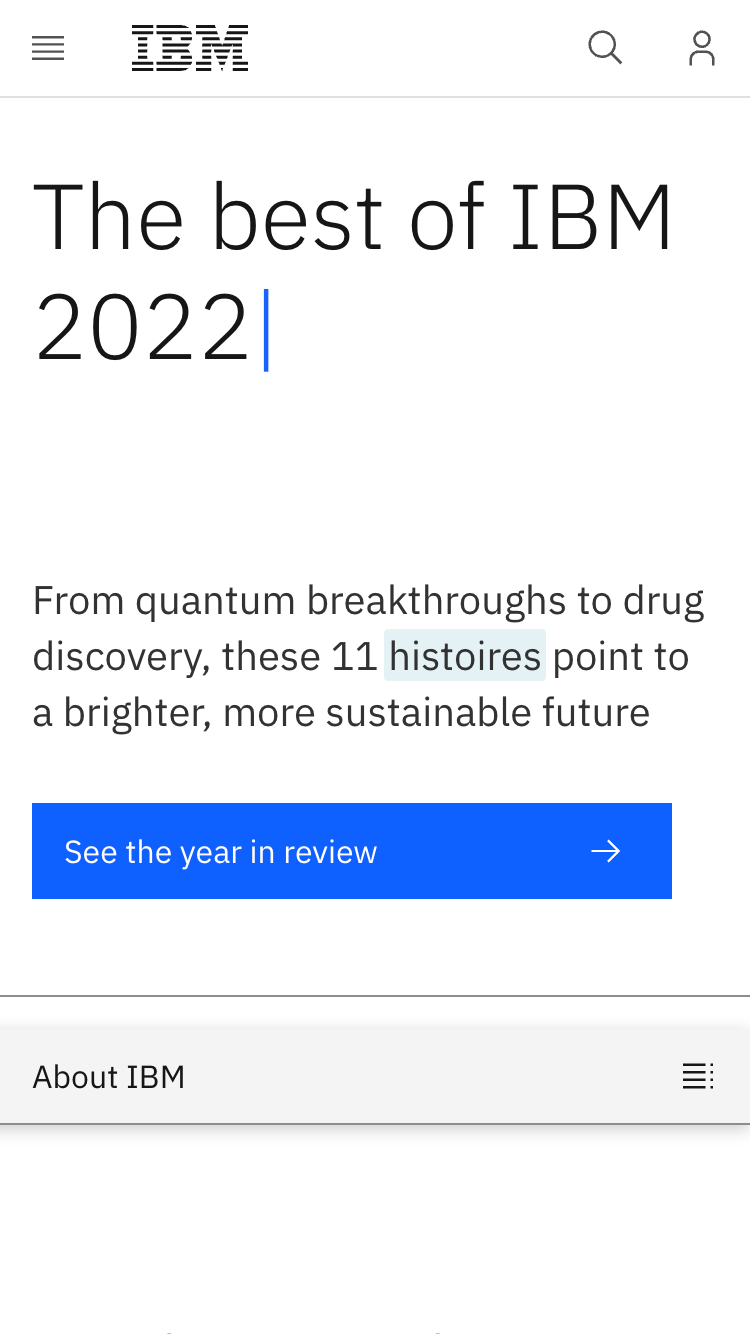 IBM
The best of IBM
2022
From quantum breakthroughs to drug
discovery, these 11 histoires point to
a brighter, more sustainable future
See the year in review
About IBM